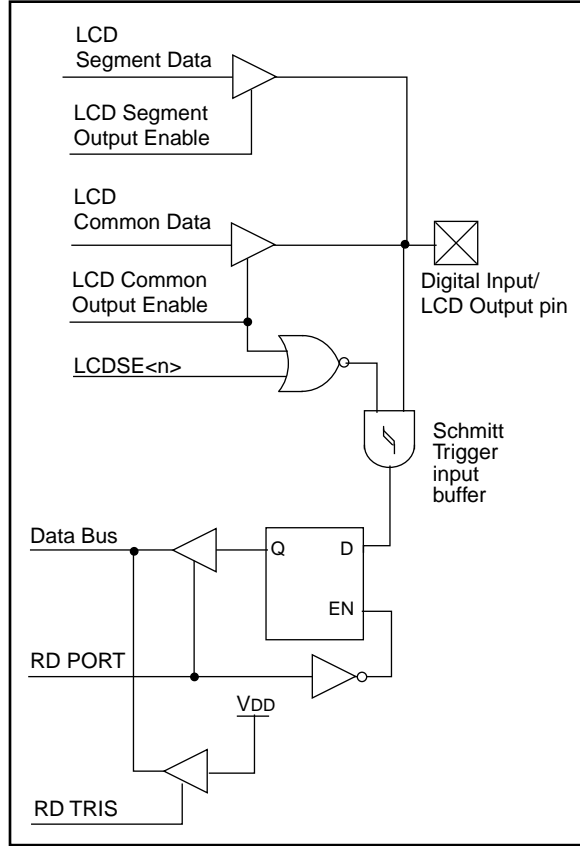 LCD
Segment Data
LCD Segment
Output Enable
LCD
Common Data
LCD Common
Output Enable
Digital Input/
LCD Output pin
LCDSE<n>
Schmitt
Trigger
input
buffer
Data Bus
Q
D
EN
RD PORT
VDD
RD TRIS